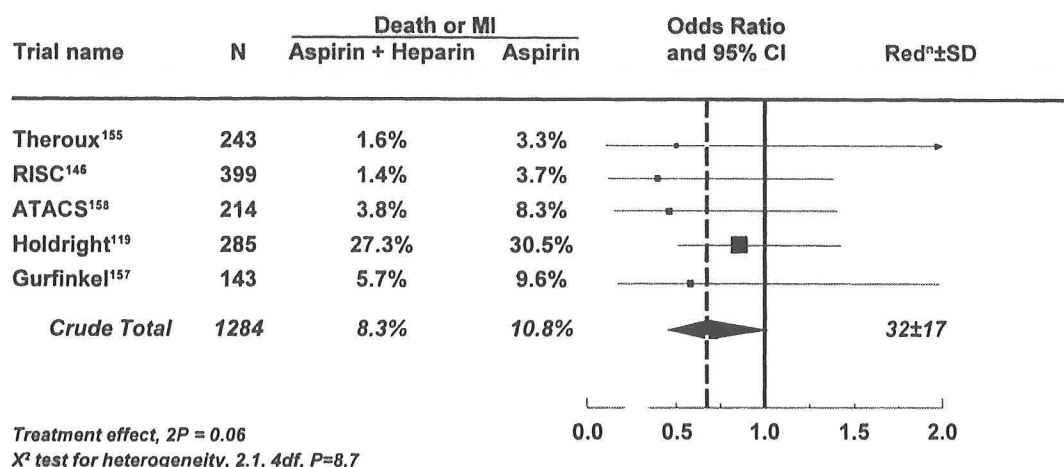 Death or MI Odds Ratio
Trial name N Aspirin + Heparin Aspirin and 95% CI Redⁿ±SD
Theroux¹⁵⁵ 243 1.6% 3.3%
RISC¹⁴⁶ 399 1.4% 3.7%
ATACS¹⁵⁸ 214 3.8% 8.3%
Holdright¹¹⁹ 285 27.3% 30.5%
Gurfinkel¹⁵⁷ 143 5.7% 9.6%
Crude Total 1284 8.3% 10.8% 32±17
0.0 0.5 1.0 1.5 2.0
Treatment effect, 2P = 0.06
X² test for heterogeneity, 2.1, 4df, P=8.7